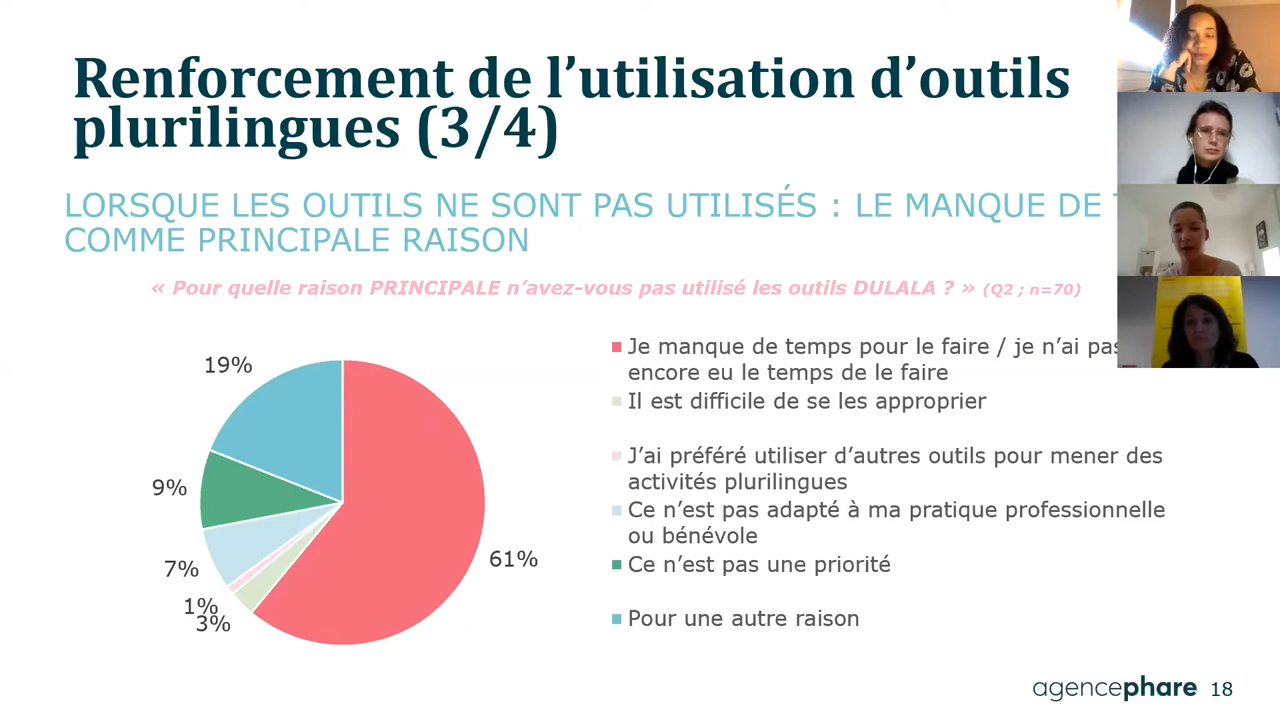 Renforcement de l’utilisation d’outils
plurilingues (3/4)
LORSQUE LES OUTILS NE SONT PAS UTILISÉS : LE MANQUE DE
COMME PRINCIPALE RAISON
« Pour quelle raison PRINCIPALE n’avez-vous pas utilisé les outils DULALA ? » (Q2 ; n=70)
19%
9%
7%
1%
3%
61%
Je manque de temps pour le faire / je n’ai pas
encore eu le temps de le faire
Il est difficile de se les approprier
J’ai préféré utiliser d’autres outils pour mener des
activités plurilingues
Ce n’est pas adapté à ma pratique professionnelle
ou bénévole
Ce n’est pas une priorité
Pour une autre raison
agencephare 18